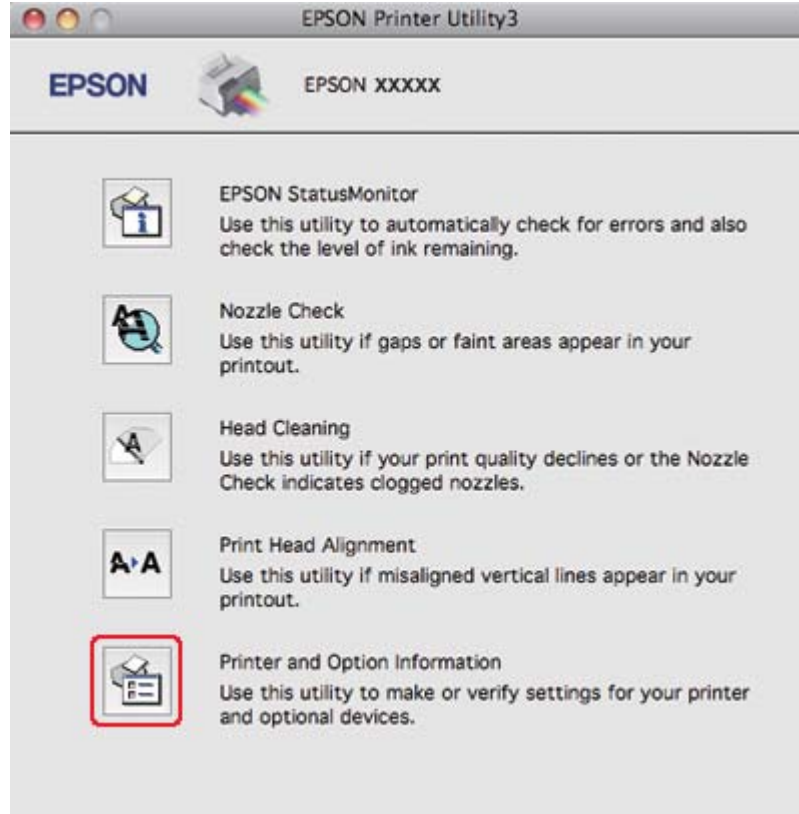 EPSON Printer Utility3
EPSON
EPSON XXXXX
EPSON StatusMonitor
Use this utility to automatically check for errors and also
check the level of ink remaining.
Nozzle Check
Use this utility if gaps or faint areas appear in your
printout.
Head Cleaning
Use this utility if your print quality declines or the Nozzle
Check indicates clogged nozzles.
A A
Print Head Alignment
Use this utility if misaligned vertical lines appear in your
printout.
Printer and Option Information
Use this utility to make or verify settings for your printer
and optional devices.